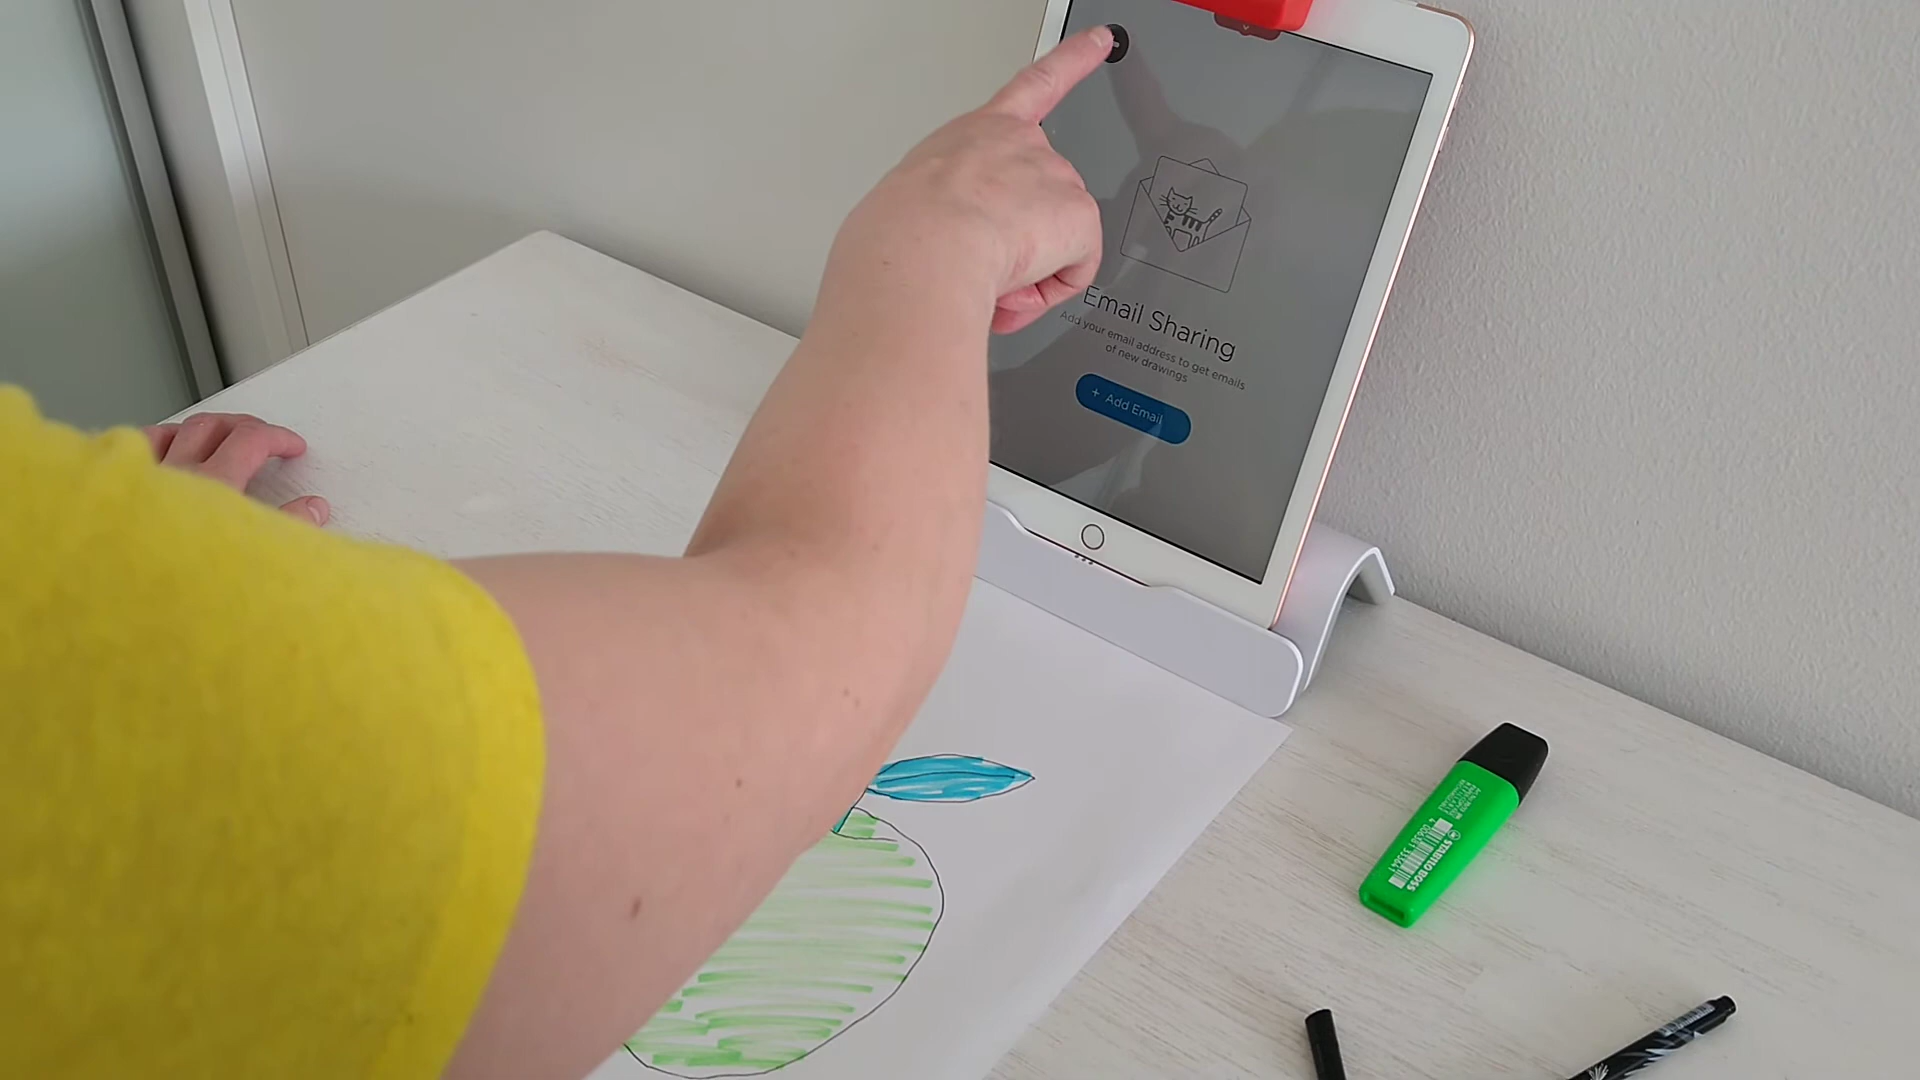 Email Sharing
Add your email address to get emails
of new drawings
+ Add Email
STABILO BOSS